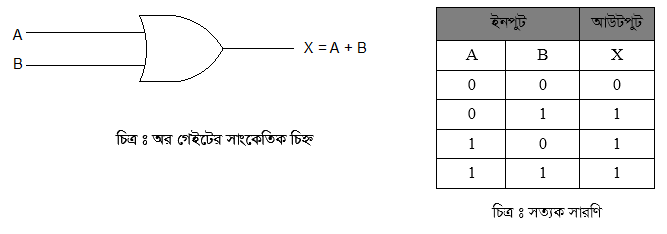 A
B
X = A + B
চিত্র ঃ অর গেইটের সাংকেতিক চিহ্ন
ইনপুট আউটপুট
A B X
0 0 0
0 1 1
1 0 1
1 1 1
চিত্র ঃ সত্যক সারণি